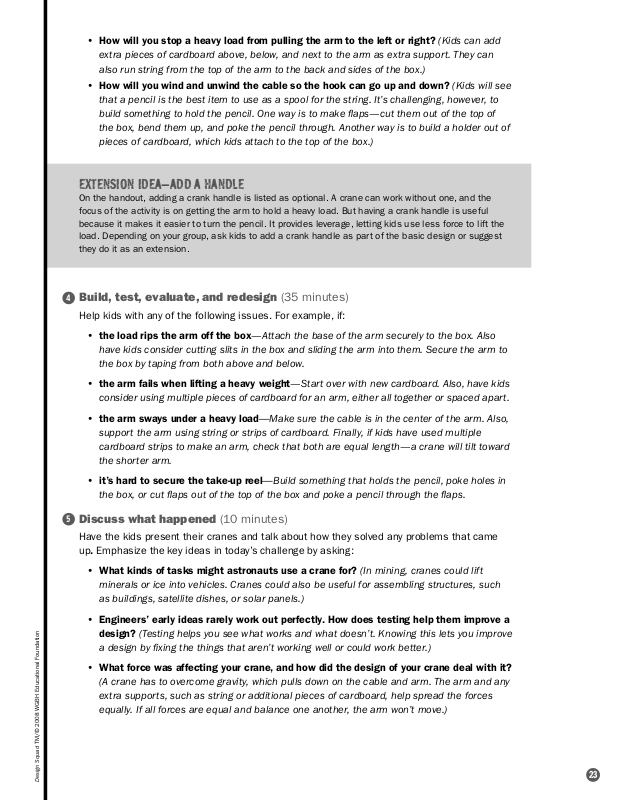 • How will you stop a heavy load from pulling the arm to the left or right? (Kids can add
extra pieces of cardboard above, below, and next to the arm as extra support. They can
also run string from the top of the arm to the back and sides of the box.)
• How will you wind and unwind the cable so the hook can go up and down? (Kids will see
that a pencil is the best item to use as a spool for the string. It's challenging, however, to
build something to hold the pencil. One way is to make flaps—cut them out of the top of
the box, bend them up, and poke the pencil through. Another way is to build a holder out of
pieces of cardboard, which kids attach to the top of the box.)
EXTENSION IDEA—ADD A HANDLE
On the handout, adding a crank handle is listed as optional. A crane can work without one, and the
focus of the activity is on getting the arm to hold a heavy load. But having a crank handle is useful
because it makes it easier to turn the pencil. It provides leverage, letting kids use less force to lift the
load. Depending on your group, ask kids to add a crank handle as part of the basic design or suggest
they do it as an extension.
4 Build, test, evaluate, and redesign (35 minutes)
Help kids with any of the following issues. For example, if:
• the load rips the arm off the box—Attach the base of the arm securely to the box. Also
have kids consider cutting slits in the box and sliding the arm into them. Secure the arm to
the box by taping from both above and below.
• the arm fails when lifting a heavy weight—Start over with new cardboard. Also, have kids
consider using multiple pieces of cardboard for an arm, either all together or spaced apart.
• the arm sways under a heavy load—Make sure the cable is in the center of the arm. Also,
support the arm using string or strips of cardboard. Finally, if kids have used multiple
cardboard strips to make an arm, check that both are equal length—a crane will tilt toward
the shorter arm.
• it's hard to secure the take-up reel—Build something that holds the pencil, poke holes in
the box, or cut flaps out of the top of the box and poke a pencil through the flaps.
5 Discuss what happened (10 minutes)
Have the kids present their cranes and talk about how they solved any problems that came
up. Emphasize the key ideas in today's challenge by asking:
• What kinds of tasks might astronauts use a crane for? (In mining, cranes could lift
minerals or ice into vehicles. Cranes could also be useful for assembling structures, such
as buildings, satellite dishes, or solar panels.)
• Engineers' early ideas rarely work out perfectly. How does testing help them improve a
design? (Testing helps you see what works and what doesn't. Knowing this lets you improve
a design by fixing the things that aren't working well or could work better.)
• What force was affecting your crane, and how did the design of your crane deal with it?
(A crane has to overcome gravity, which pulls down on the cable and arm. The arm and any
extra supports, such as string or additional pieces of cardboard, help spread the forces
equally. If all forces are equal and balance one another, the arm won't move.)
Design Squad TM/© 2008 WGBH Educational Foundation
23